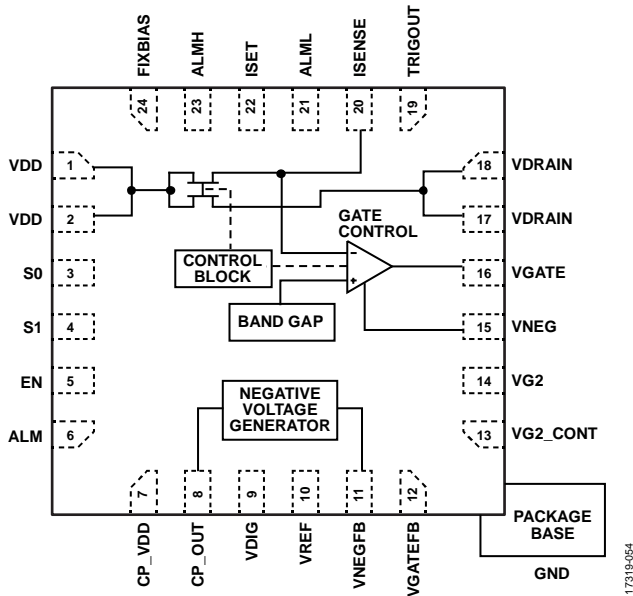 FIXBIAS
ALMH
ISET
ALML
ISENSE
TRIGOUT
24
23
22
21
20
19
VDD
1
18
VDRAIN
VDD
2
17
VDRAIN
GATE
CONTROL
S0
3
CONTROL
BLOCK
–
+
16
VGATE
S1
4
BAND GAP
15
VNEG
EN
5
14
VG2
NEGATIVE
VOLTAGE
GENERATOR
ALM
6
13
VG2_CONT
7
8
9
10
11
12
CP_VDD
CP_OUT
VDIG
VREF
VNEGFB
VGATEFB
PACKAGE
BASE
GND
17319-054